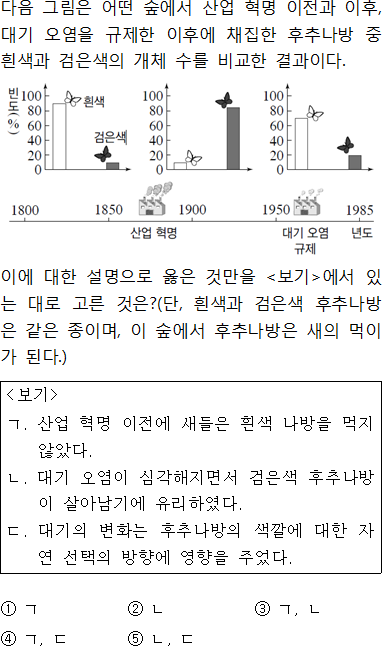 다음 그림은 어떤 숲에서 산업 혁명 이전과 이후,
대기 오염을 규제한 이후에 채집한 후추나방 중
흰색과 검은색의 개체 수를 비교한 결과이다.
빈도(%)
100
80
60
40
20
0
흰색
검은색
100
80
60
40
20
0
100
80
60
40
20
0
1800 1850 1900 1950 1985
산업 혁명 대기 오염 규제 년도
이에 대한 설명으로 옳은 것만을 <보기>에서 있
는 대로 고른 것은?(단, 흰색과 검은색 후추나방
은 같은 종이며, 이 숲에서 후추나방은 새의 먹이
가 된다.)
<보기>
ㄱ. 산업 혁명 이전에 새들은 흰색 나방을 먹지
않았다.
ㄴ. 대기 오염이 심각해지면서 검은색 후추나방
이 살아남기에 유리하였다.
ㄷ. 대기의 변화는 후추나방의 색깔에 대한 자
연 선택의 방향에 영향을 주었다.
① ㄱ ② ㄴ ③ ㄱ, ㄴ
④ ㄱ, ㄷ ⑤ ㄴ, ㄷ